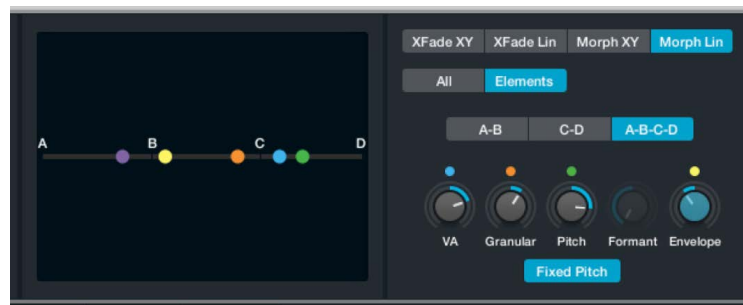 XFade XY XFade Lin Morph XY Morph Lin
All Elements
A-B C-D A-B-C-D
A B C D
VA Granular Pitch Formant Envelope
Fixed Pitch